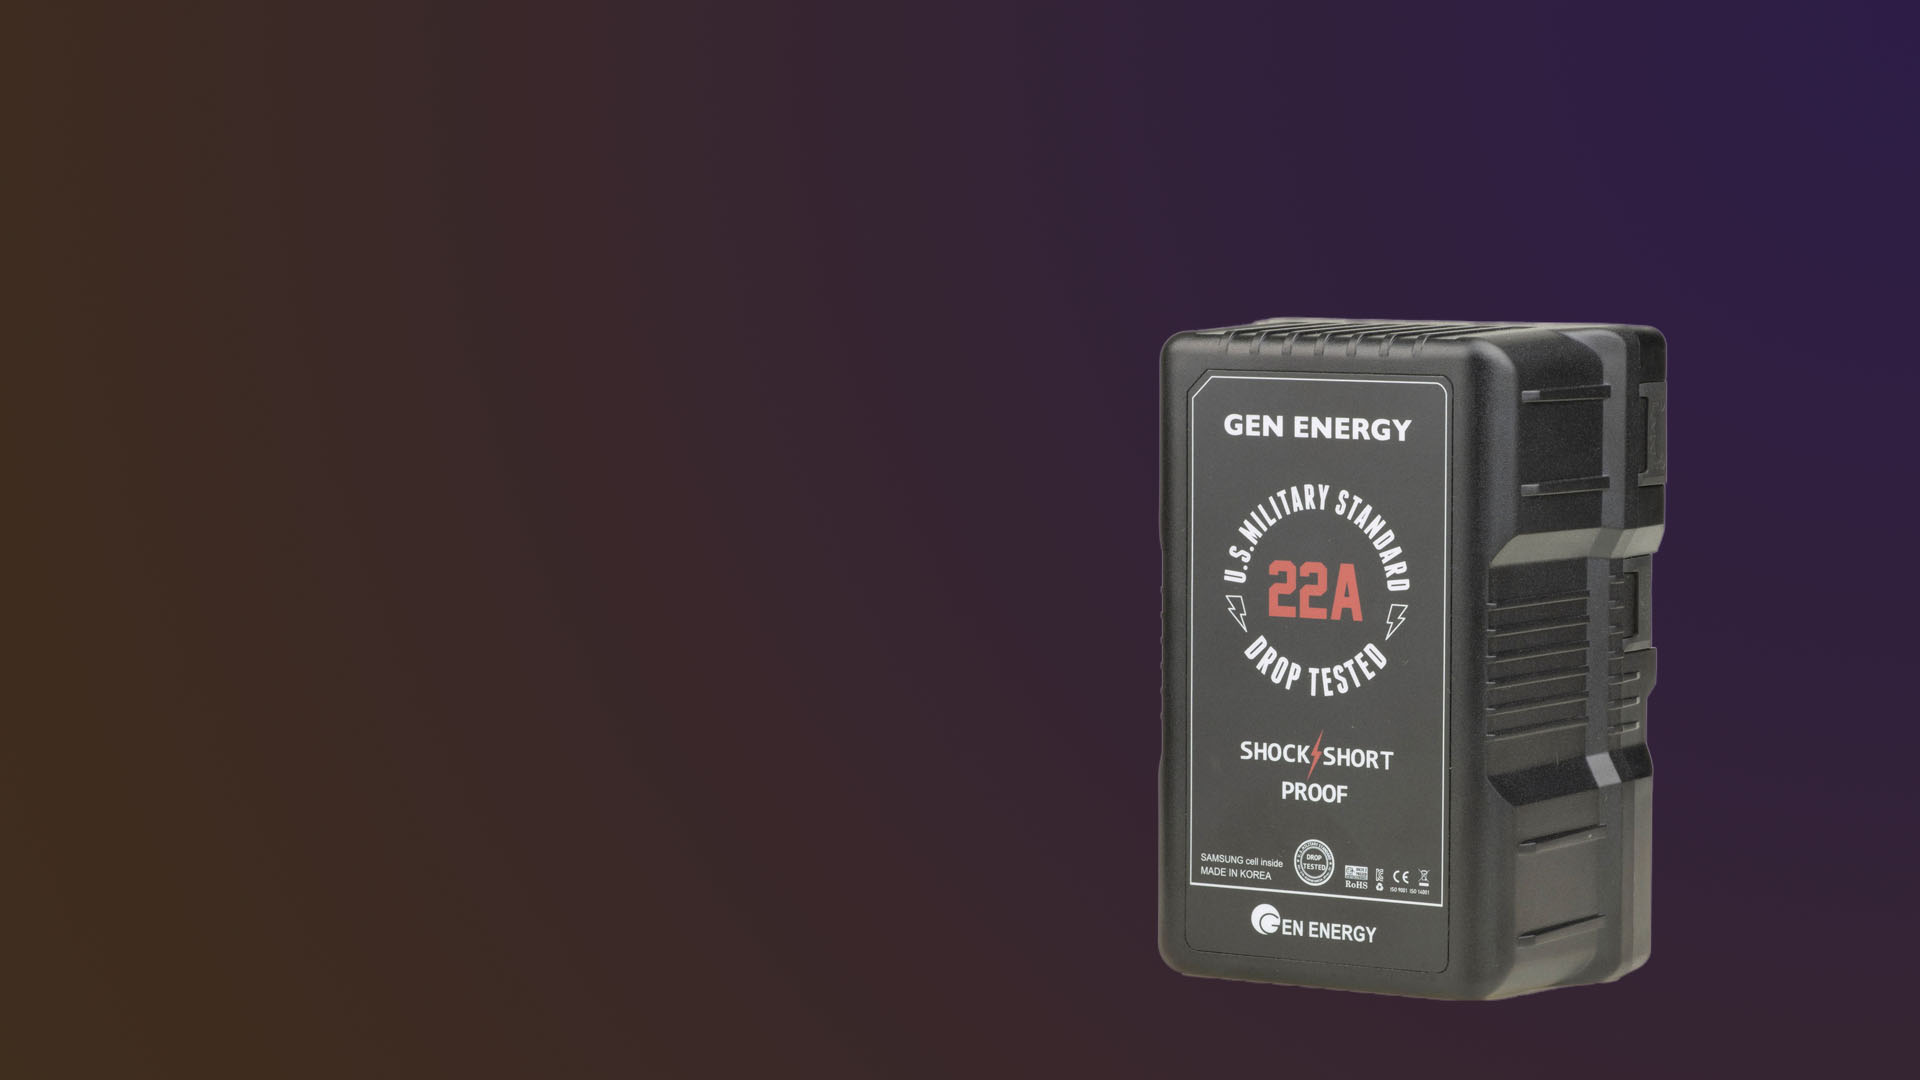 GEN ENERGY
U.S.MILITARY STANDARD
22A
DROP TESTED
SHOCK SHORT
PROOF
SAMSUNG cell inside
MADE IN KOREA
DROP
TESTED
RoHS
CE
ISO 9001 ISO 14001
GEN ENERGY